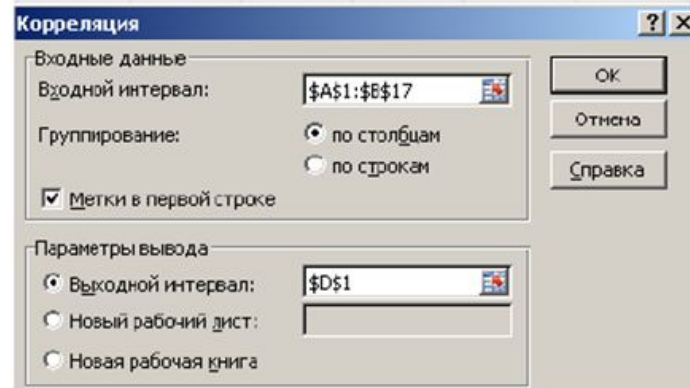 Корреляция
Входные данные
Входной интервал: $A$1:$B$17
Группирование: по столбцам
по строкам
Метки в первой строке
OK
Отмена
Справка
Параметры вывода
Выходной интервал: $D$1
Новый рабочий лист:
Новая рабочая книга